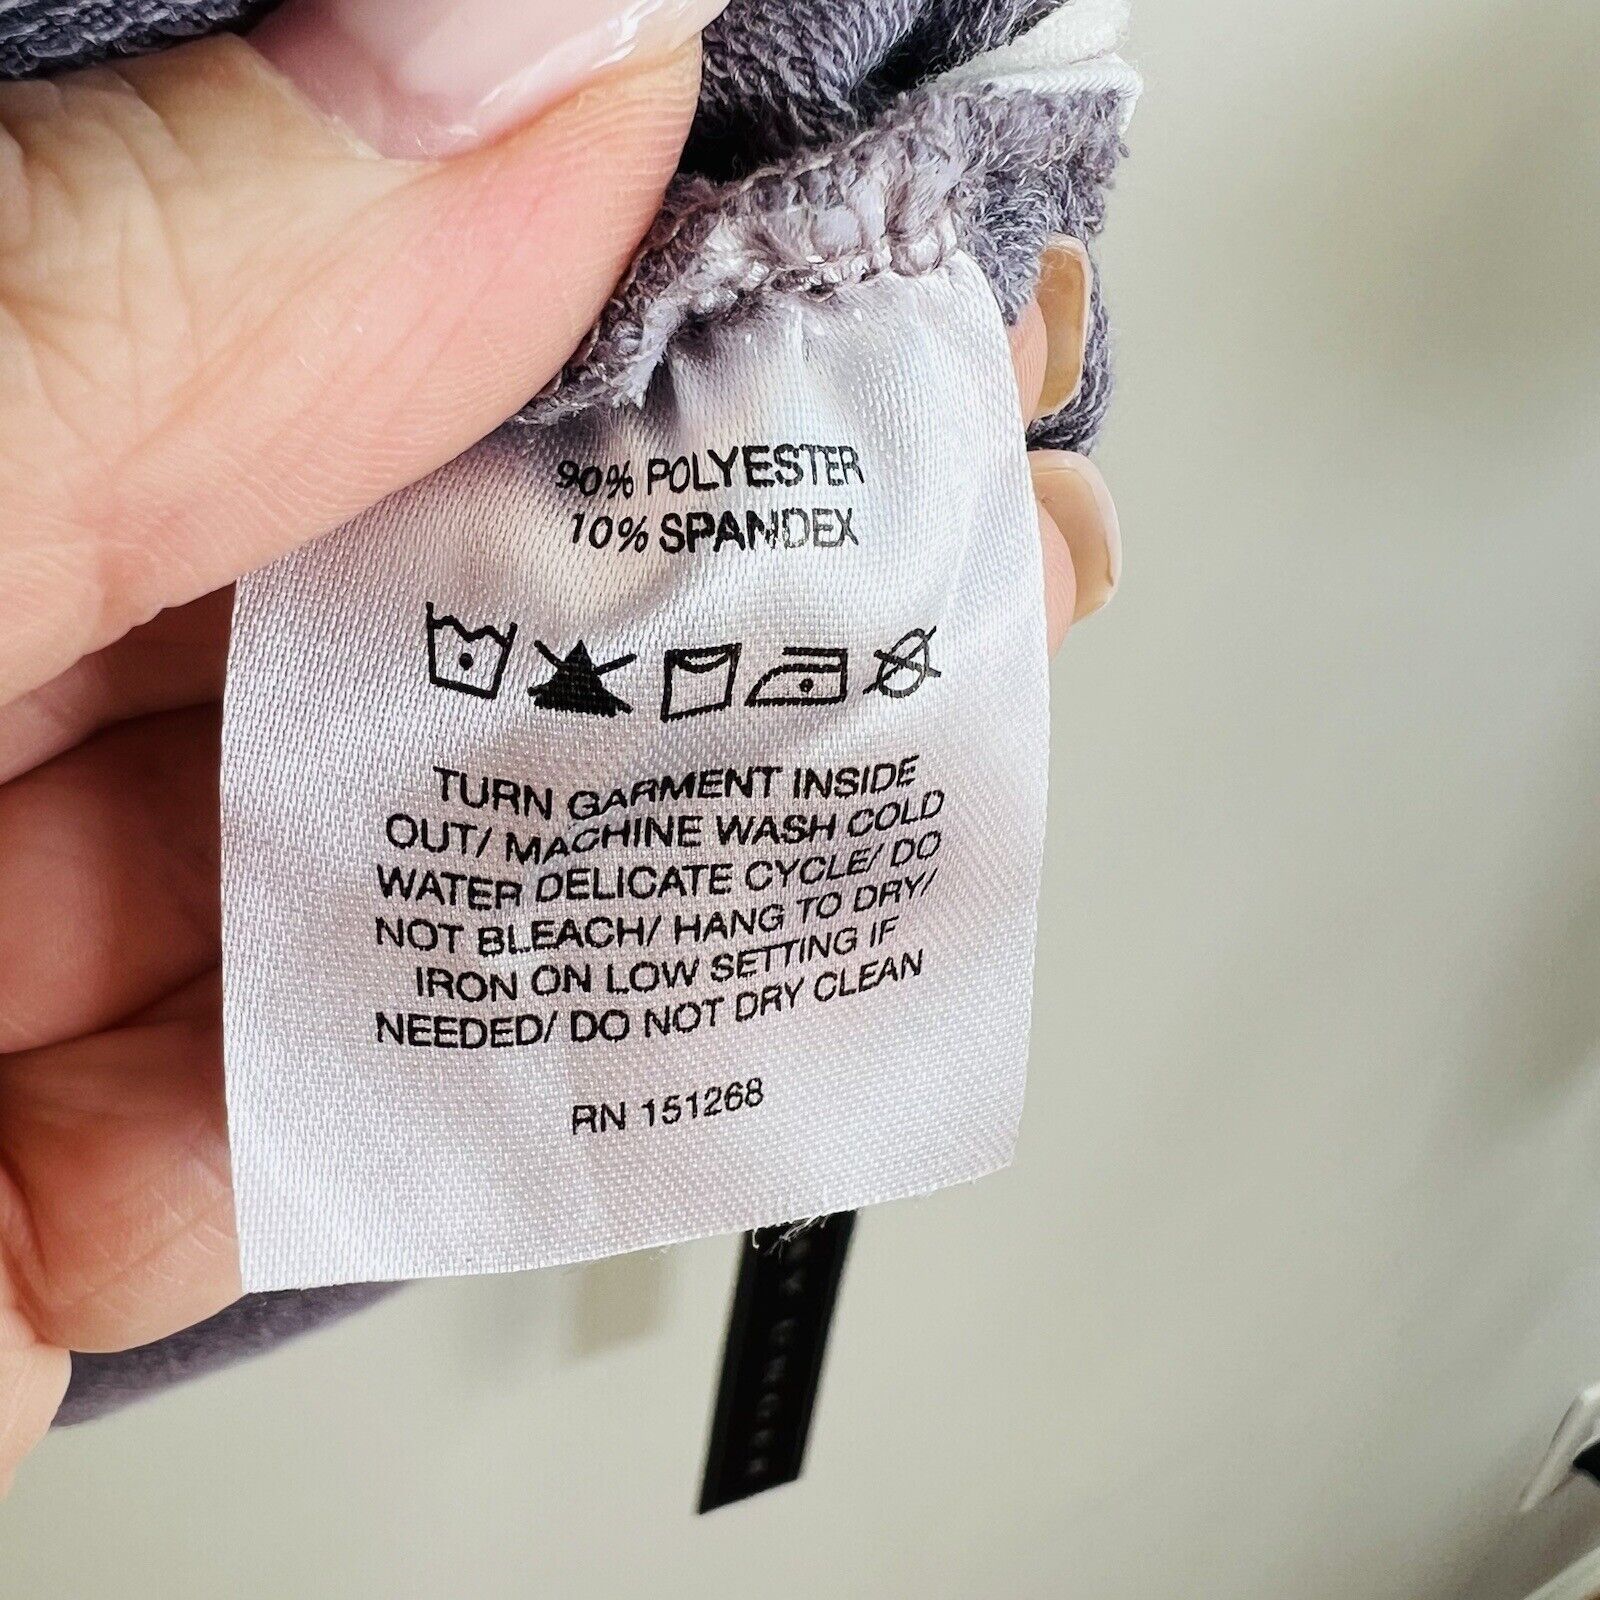 90% POLYESTER
10% SPANDEX
TURN GARMENT INSIDE
OUT/ MACHINE WASH COLD
WATER DELICATE CYCLE/ DO
NOT BLEACH/ HANG TO DRY/
IRON ON LOW SETTING IF
NEEDED/ DO NOT DRY CLEAN
RN 151268